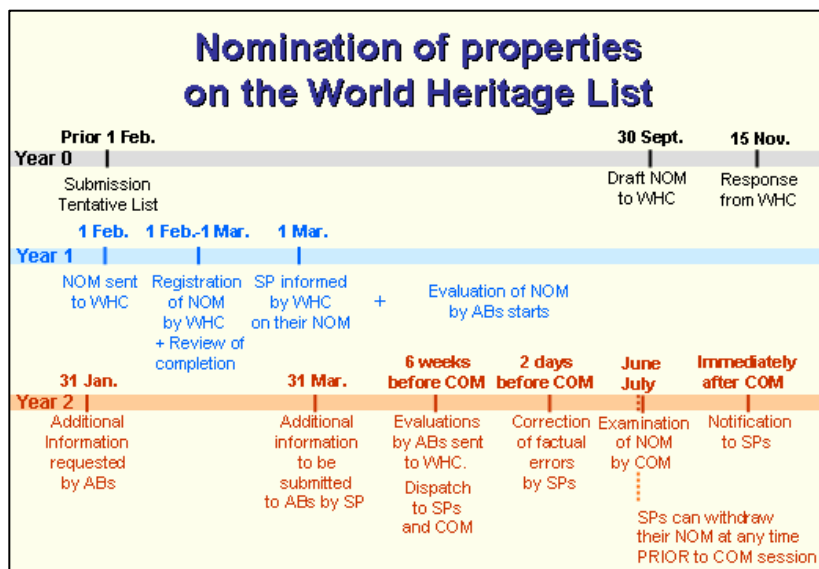 Nomination of properties
on the World Heritage List
Prior 1 Feb.
30 Sept.
15 Nov.
Year 0
Submission
Tentative List
Draft NOM
to WHC
Response
from WHC
1 Feb.
1 Feb.-1 Mar.
1 Mar.
Year 1
NOM sent
to WHC
Registration
of NOM
by WHC
+ Review of
completion
SP informed
by WHC
on their NOM
+
Evaluation of NOM
by ABs starts
31 Jan.
31 Mar.
6 weeks
before COM
2 days
before COM
June
July
Immediately
after COM
Year 2
Additional
Information
requested
by ABs
Additional
information
to be
submitted
to ABs by SP
Evaluations
by ABs sent
to WHC.
Dispatch
to SPs
and COM
Correction
of factual
errors
by SPs
Examination
of NOM
by COM
Notification
to SPs
SPs can withdraw
their NOM at any time
PRIOR to COM session